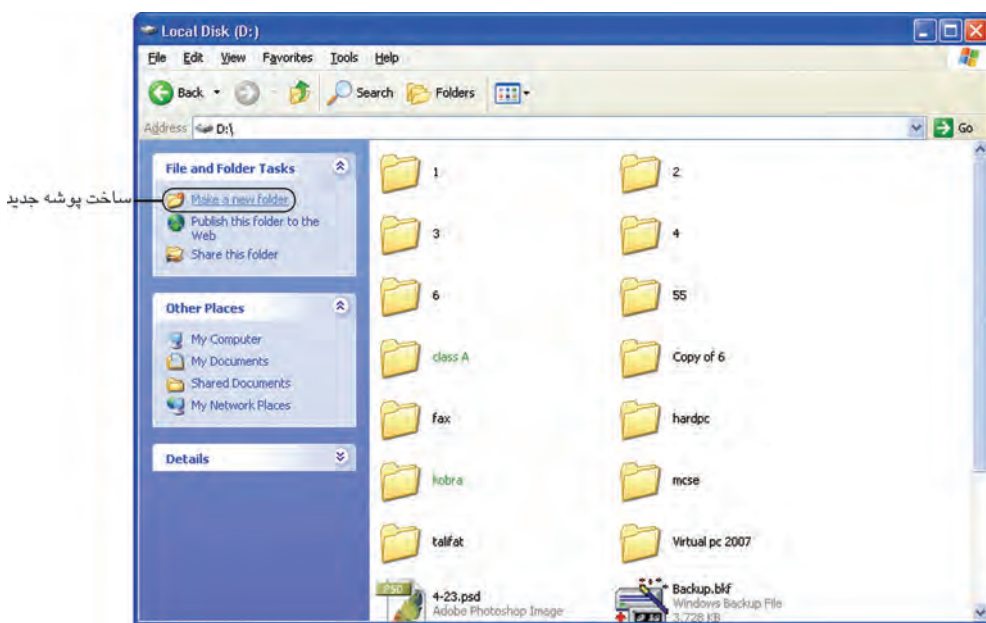 Local Disk (D:)
File Edit View Favorites Tools Help
Back Search Folders
Address D:\ Go
ساخت پوشه جدید
File and Folder Tasks
Make a new folder
Publish this folder to the
Web
Share this folder
Other Places
My Computer
My Documents
Shared Documents
My Network Places
Details
1 2
3 4
6 55
class A Copy of 6
fax hardpc
kobra mcse
talifat Virtual pc 2007
PSD
4-23.psd
Adobe Photoshop Image
Backup.bkf
Windows Backup File
3,728 KB